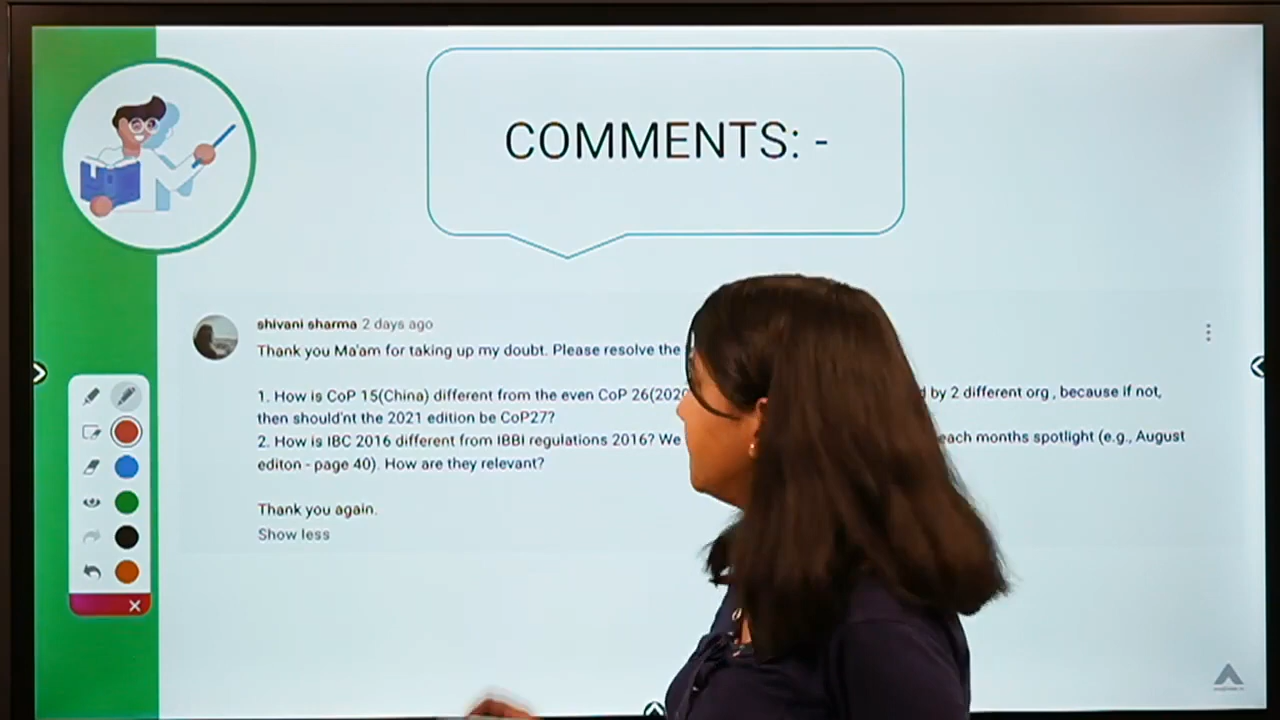 COMMENTS: -
shivani sharma 2 days ago
Thank you Ma'am for taking up my doubt. Please resolve the
1. How is CoP 15(China) different from the even CoP 26(2020 by 2 different org , because if not,
then should'nt the 2021 edition be CoP27?
2. How is IBC 2016 different from IBBI regulations 2016? We each months spotlight (e.g., August
editon - page 40). How are they relevant?
Thank you again.
Show less